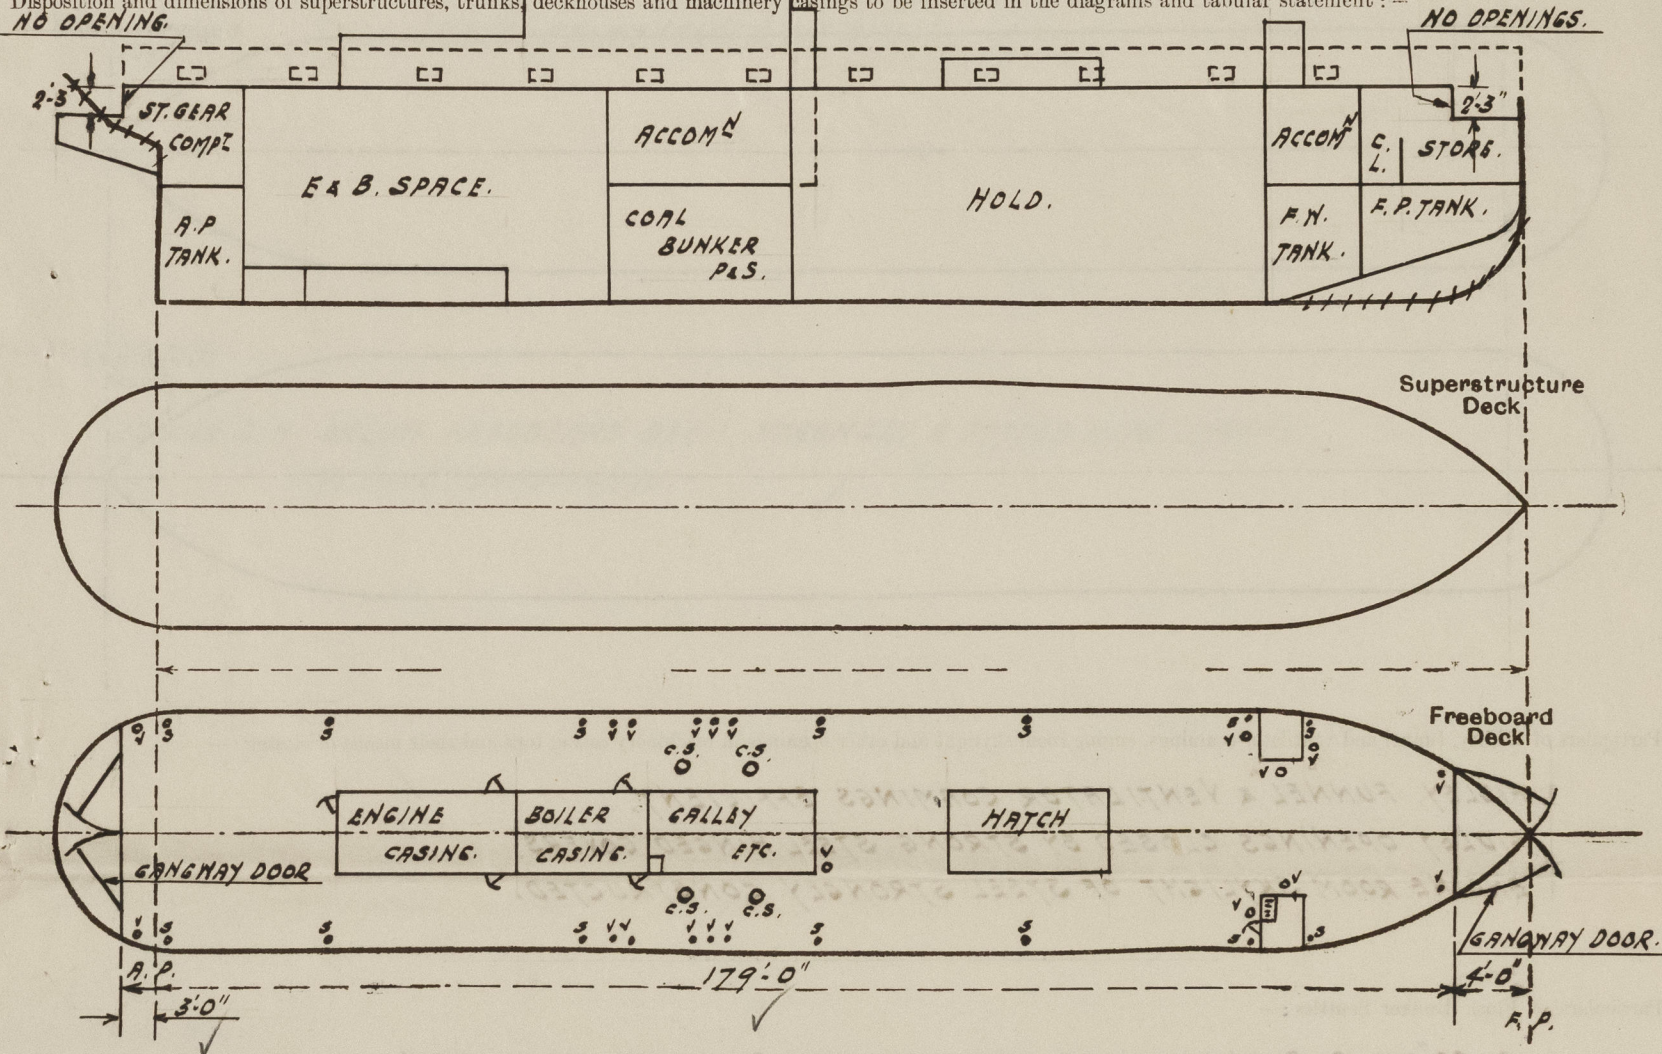 Disposition and dimensions of superstructures, trunks, deckhouses and machinery casings to be inserted in the diagrams and tabular statement :—
NO OPENING.
NO OPENINGS.
2'-3"
ST. GEAR
COMPT
ACCOMN
ACCOMN
C.
L.
2'-3"
STORE.
E & B. SPACE.
HOLD.
A.P
TANK.
COAL
BUNKER
P&S.
F.W.
TANK.
F.P. TANK.
Superstructure
Deck
Freeboard
Deck
V S S S V V V V V S S S V S V V O V
C.S. C.S.
ENGINE
CASING.
BOILER
CASING.
GALLEY
ETC.
V
HATCH
GANGWAY DOOR
C.S. C.S.
V S S S V V V V V S S V S S V
GANGWAY DOOR.
A.P.
179'-0"
4'-0"
3'-0"
F.P.